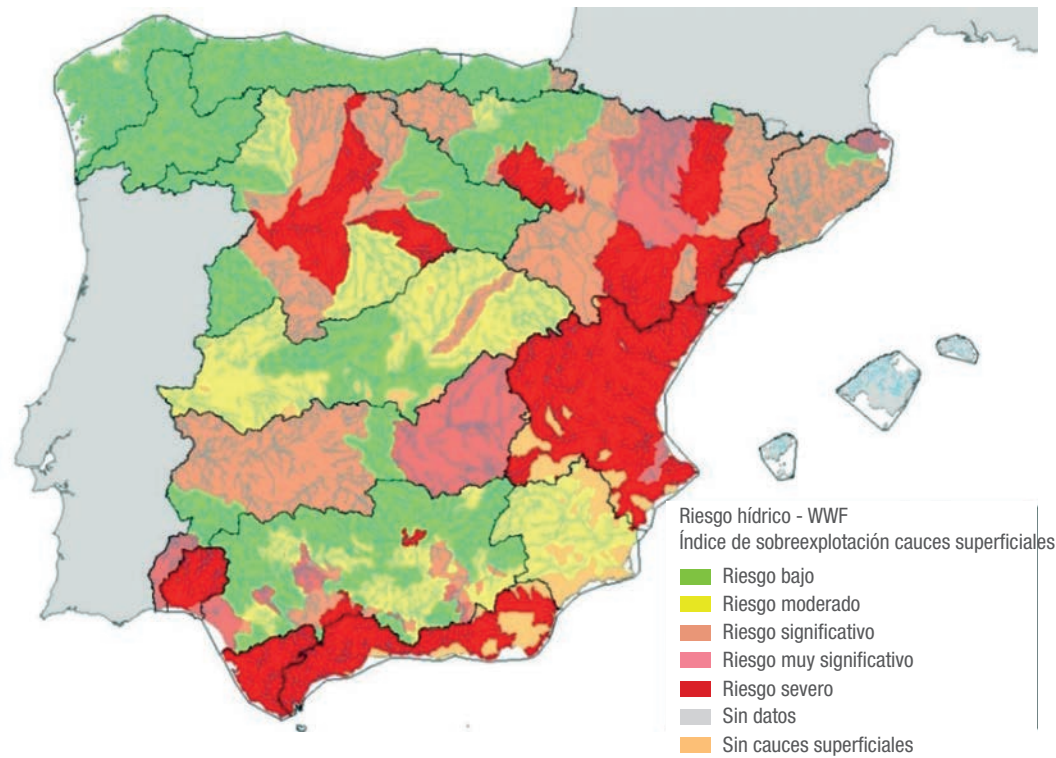 Riesgo hídrico - WWF
Índice de sobreexplotación cauces superficiales
Riesgo bajo
Riesgo moderado
Riesgo significativo
Riesgo muy significativo
Riesgo severo
Sin datos
Sin cauces superficiales